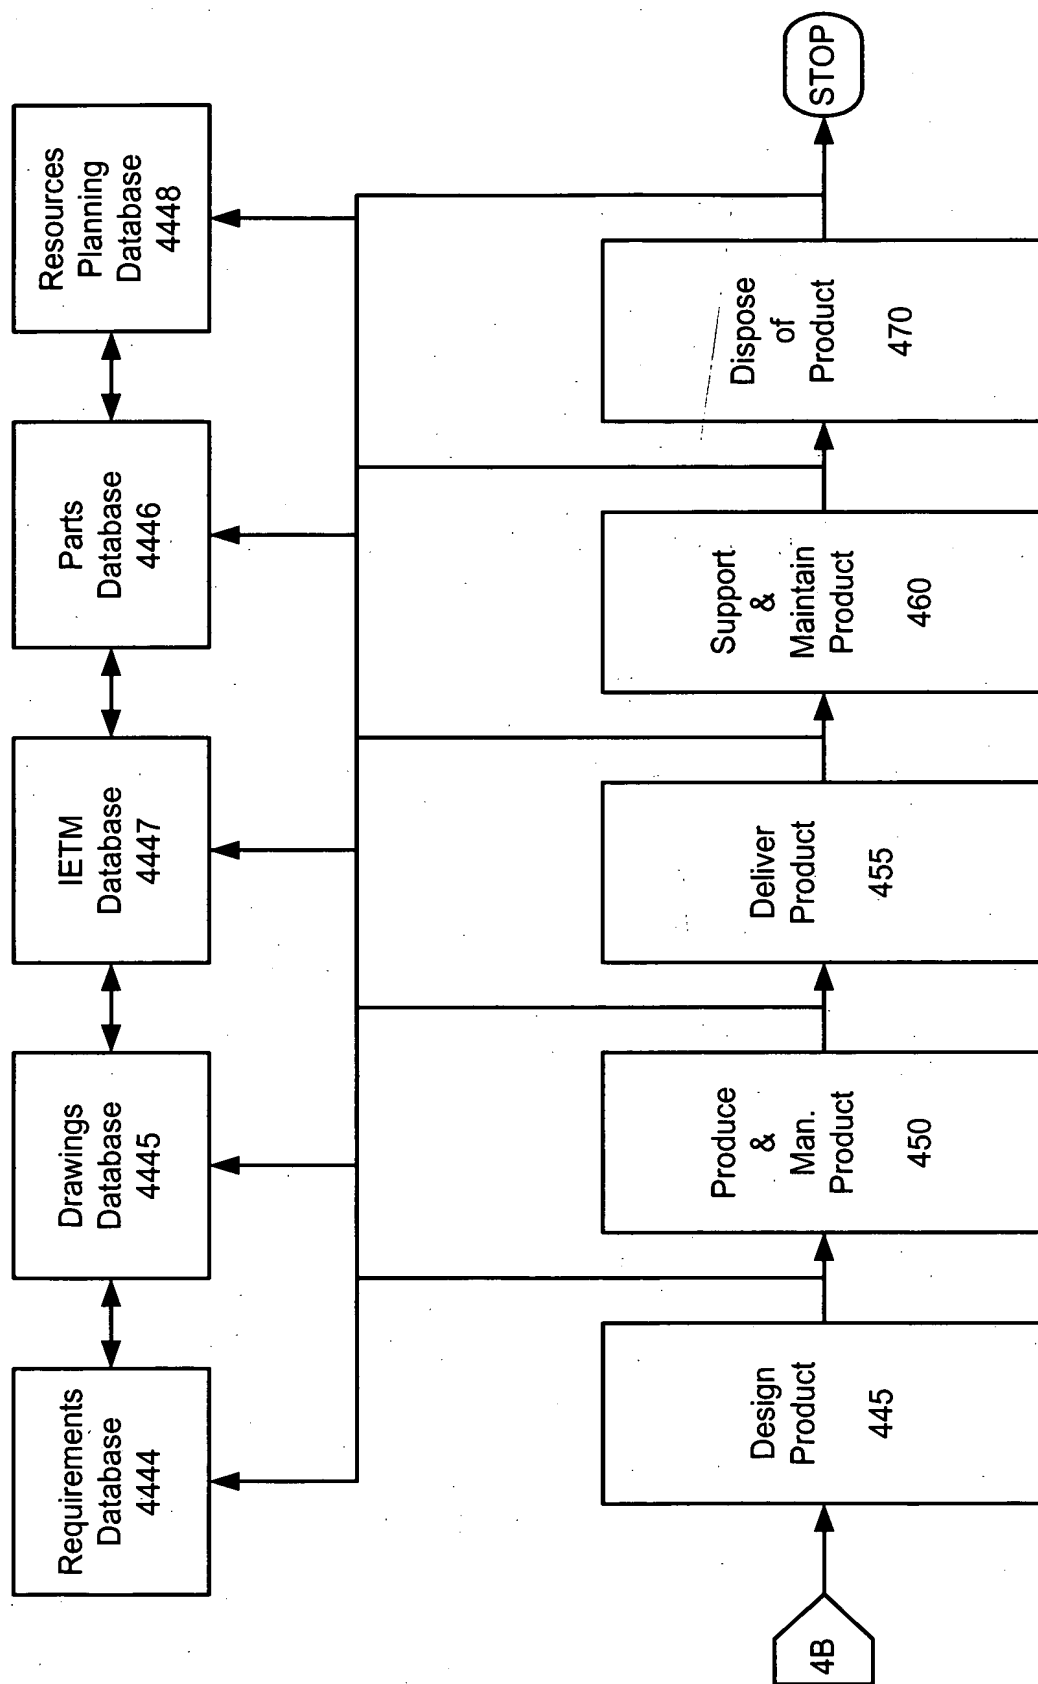 Requirements
Database
4444
Drawings
Database
4445
IETM
Database
4447
Parts
Database
4446
Resources
Planning
Database
4448
4B
Design
Product
445
Produce
&
Man.
Product
450
Deliver
Product
455
Support
&
Maintain
Product
460
Dispose
of
Product
470
STOP